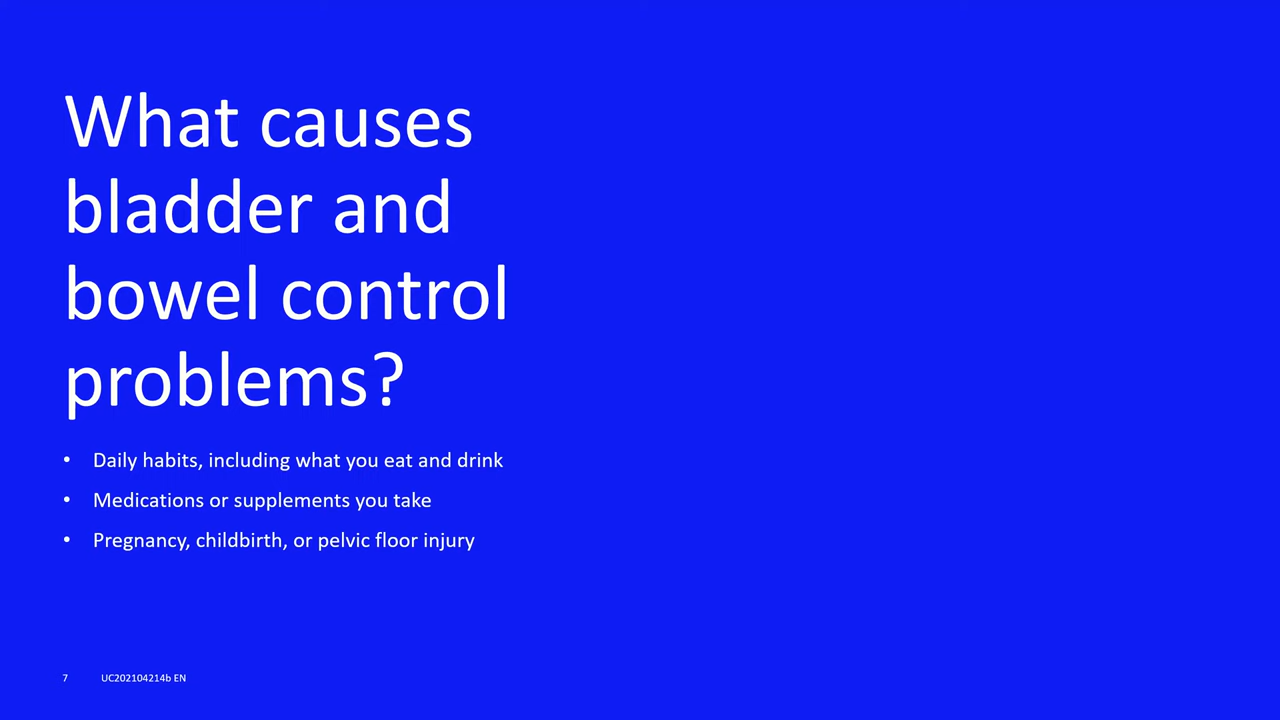 What causes
bladder and
bowel control
problems?
• Daily habits, including what you eat and drink
• Medications or supplements you take
• Pregnancy, childbirth, or pelvic floor injury
7 UC202104214b EN